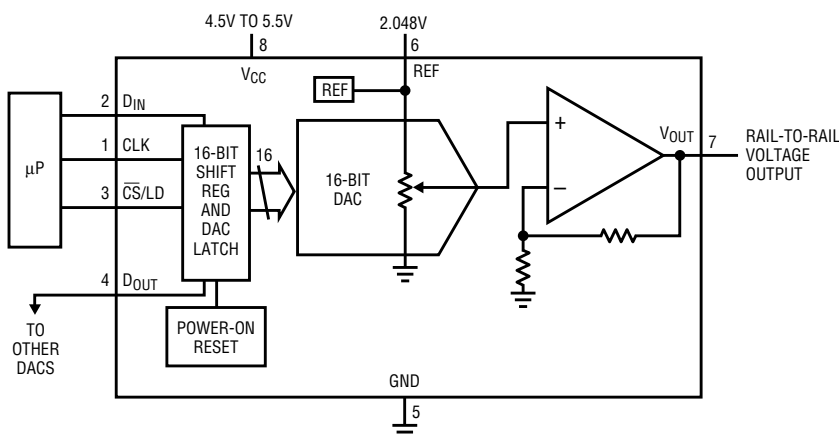 4.5V TO 5.5V
2.048V
8
6
VCC
REF
REF
µP
2 DIN
1 CLK
3 CS/LD
4 DOUT
16-BIT
SHIFT
REG
AND
DAC
LATCH
16
16-BIT
DAC
+
−
VOUT
7
RAIL-TO-RAIL
VOLTAGE
OUTPUT
TO
OTHER
DACS
POWER-ON
RESET
GND
5